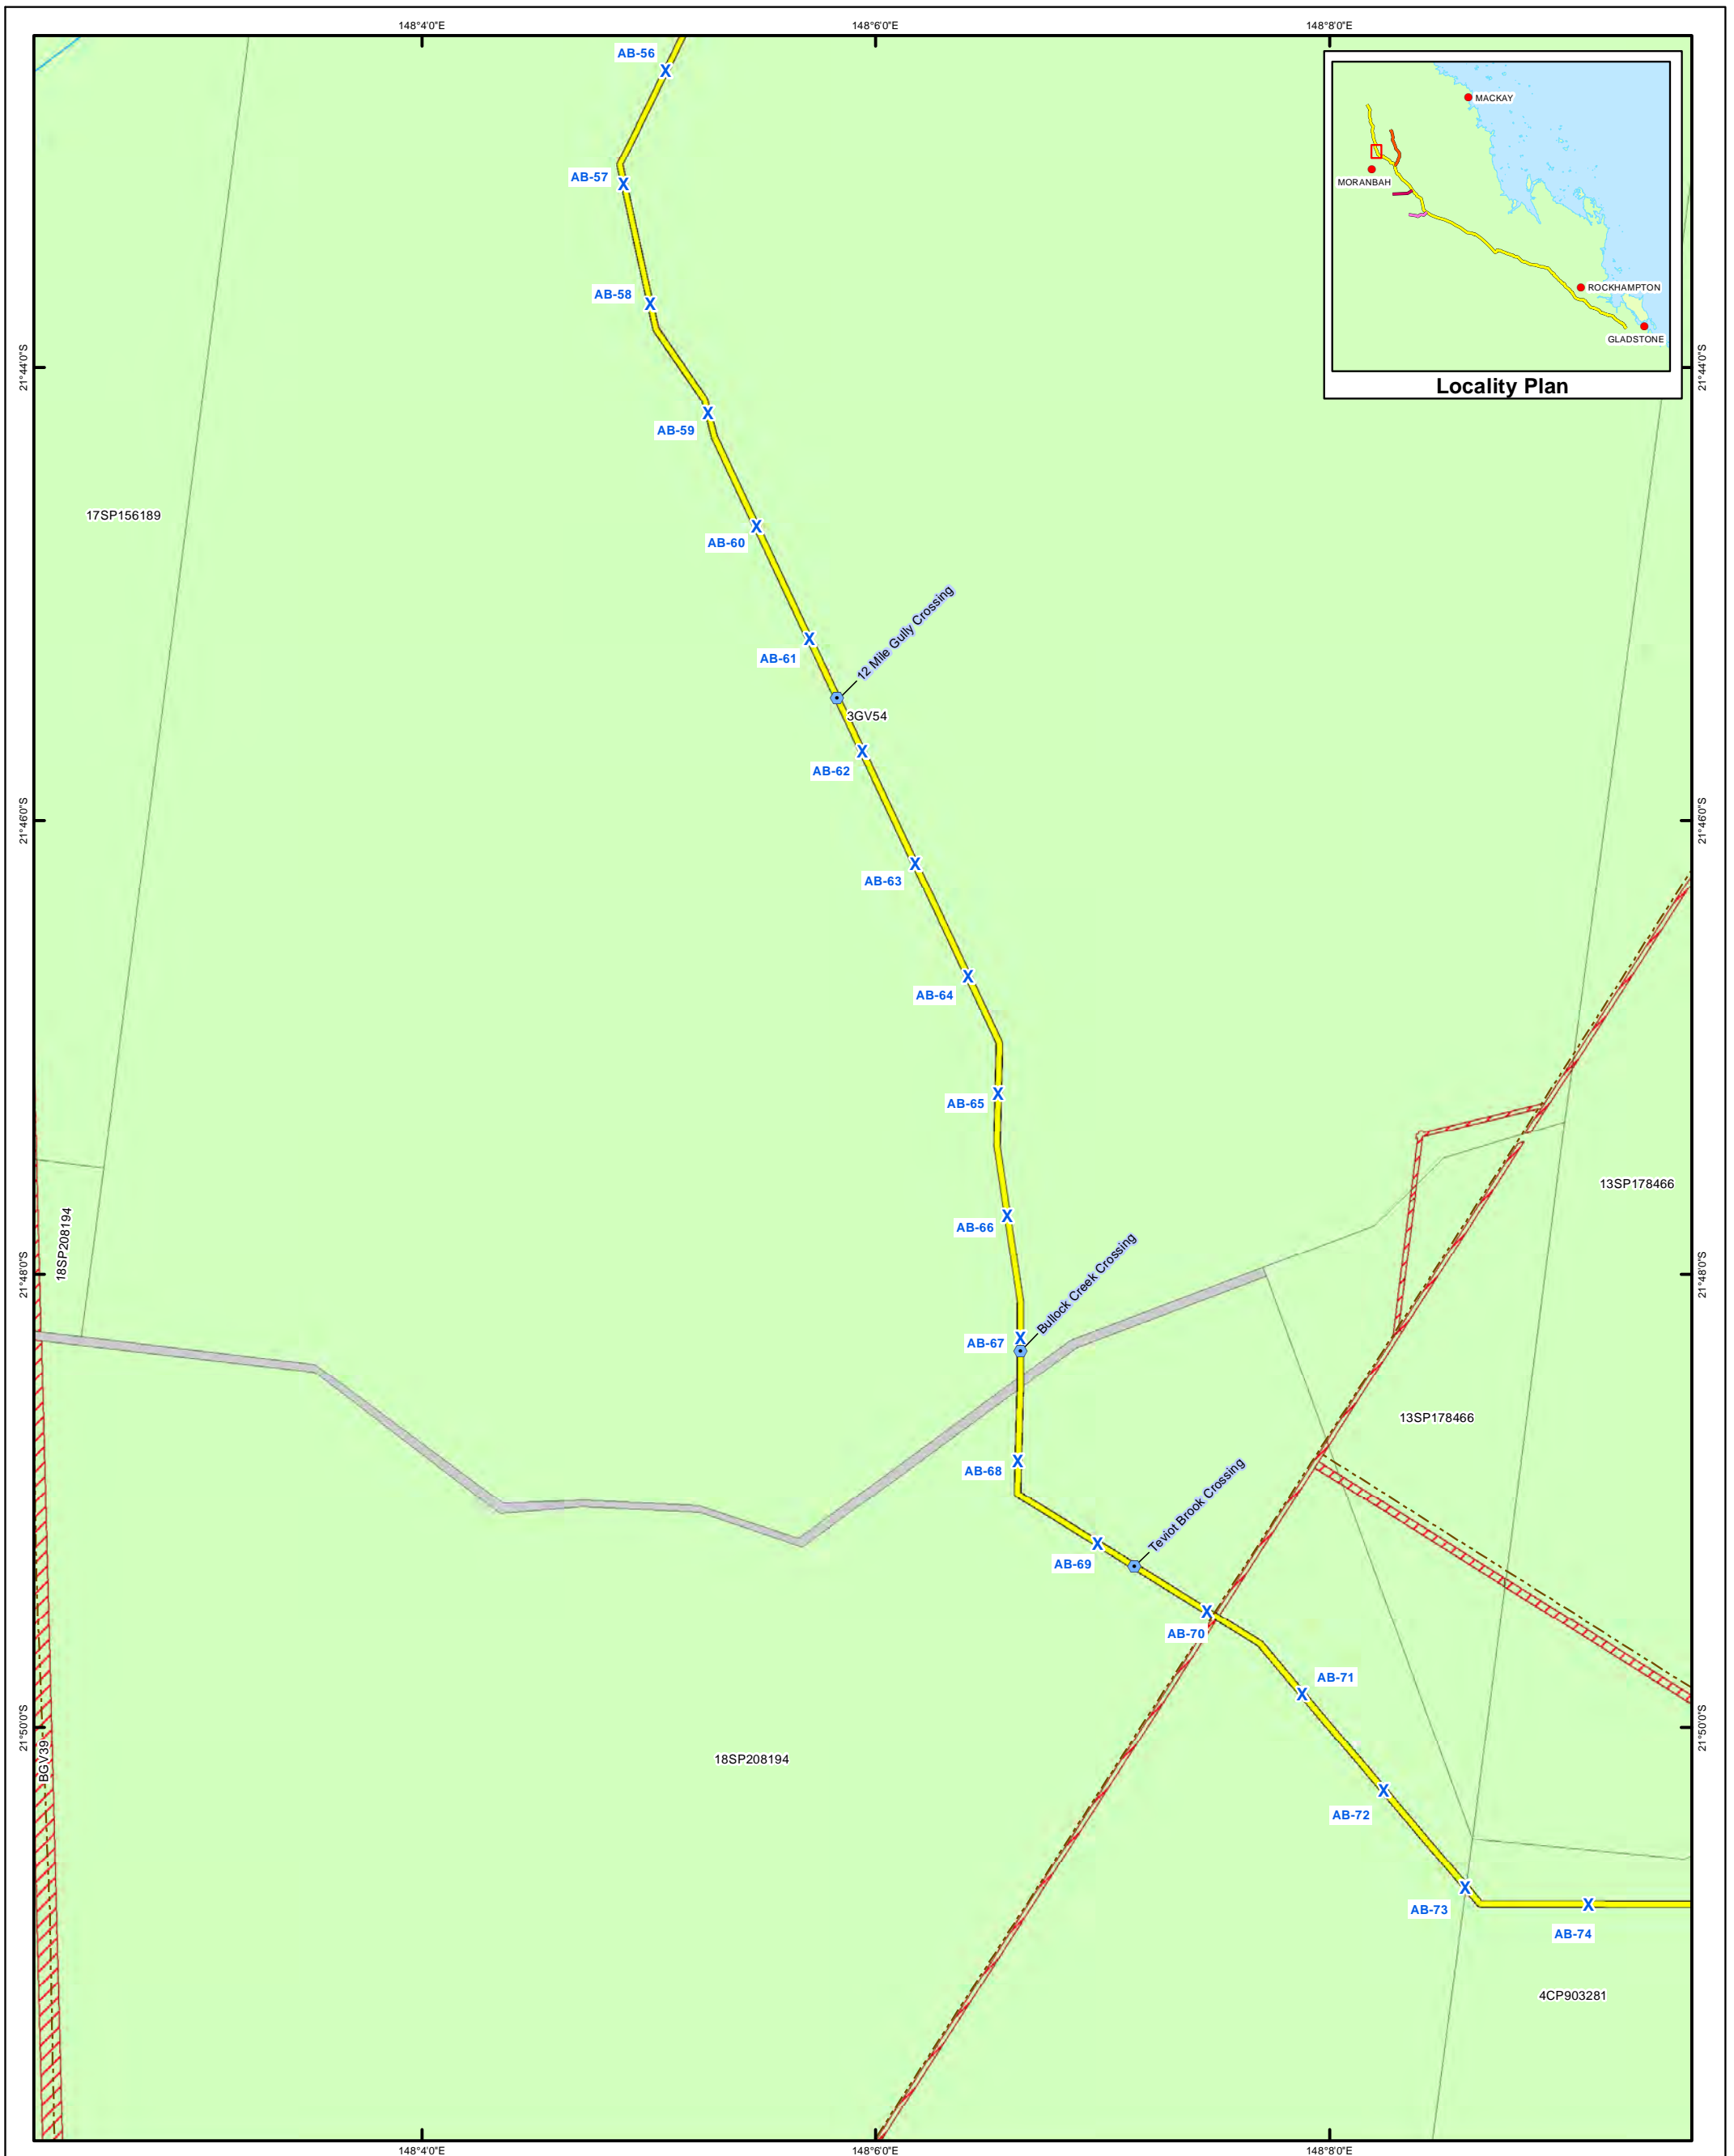 148°4'0"E
148°6'0"E
148°8'0"E
AB-56
MACKAY
MORANBAH
ROCKHAMPTON
GLADSTONE
Locality Plan
AB-57
AB-58
21°44'0"S
21°44'0"S
AB-59
17SP156189
AB-60
12 Mile Gully Crossing
AB-61
3GV54
AB-62
21°46'0"S
21°46'0"S
AB-63
AB-64
AB-65
13SP178466
18SP208194
AB-66
Bullock Creek Crossing
21°48'0"S
21°48'0"S
AB-67
13SP178466
AB-68
Teviot Brook Crossing
AB-69
AB-70
AB-71
21°50'0"S
21°50'0"S
BGV39
18SP208194
AB-72
AB-73
AB-74
4CP903281
148°4'0"E
148°6'0"E
148°8'0"E